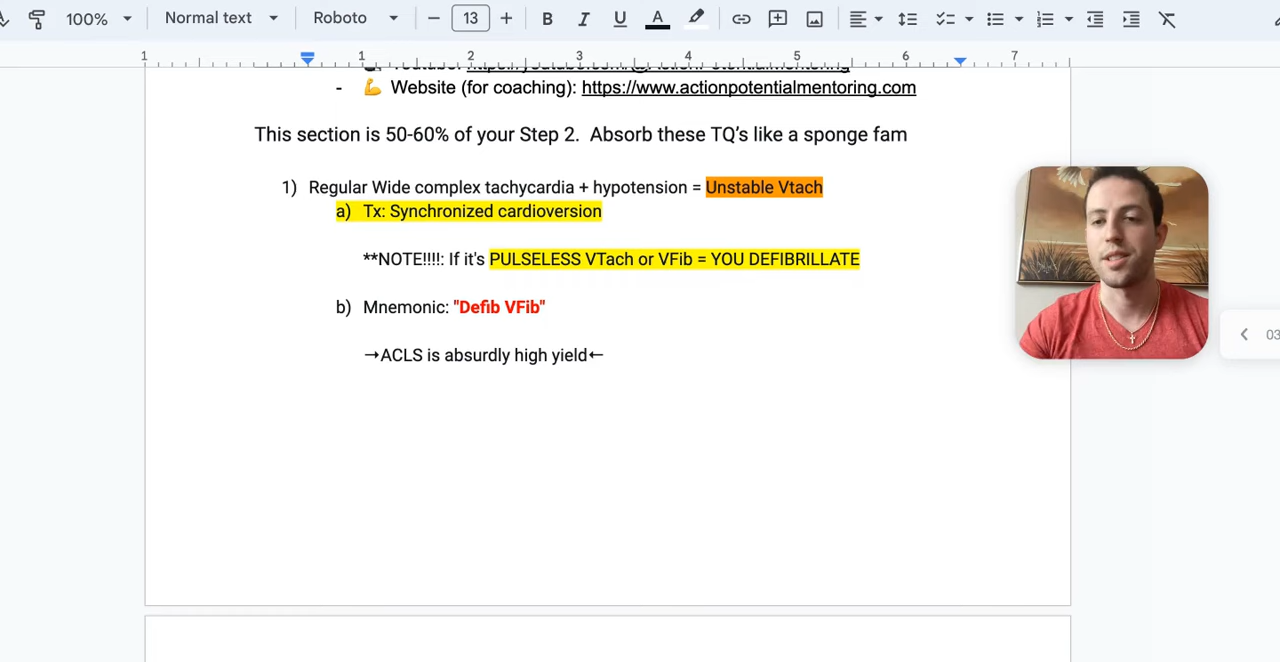 100% Normal text Roboto 13 B I U A
1 1 2 3 4 5 6 7
- 💪 Website (for coaching): https://www.actionpotentialmentoring.com
This section is 50-60% of your Step 2. Absorb these TQ's like a sponge fam
1) Regular Wide complex tachycardia + hypotension = Unstable Vtach
a) Tx: Synchronized cardioversion
**NOTE!!!!: If it's PULSELESS VTach or VFib = YOU DEFIBRILLATE
b) Mnemonic: "Defib VFib"
03
→ACLS is absurdly high yield←